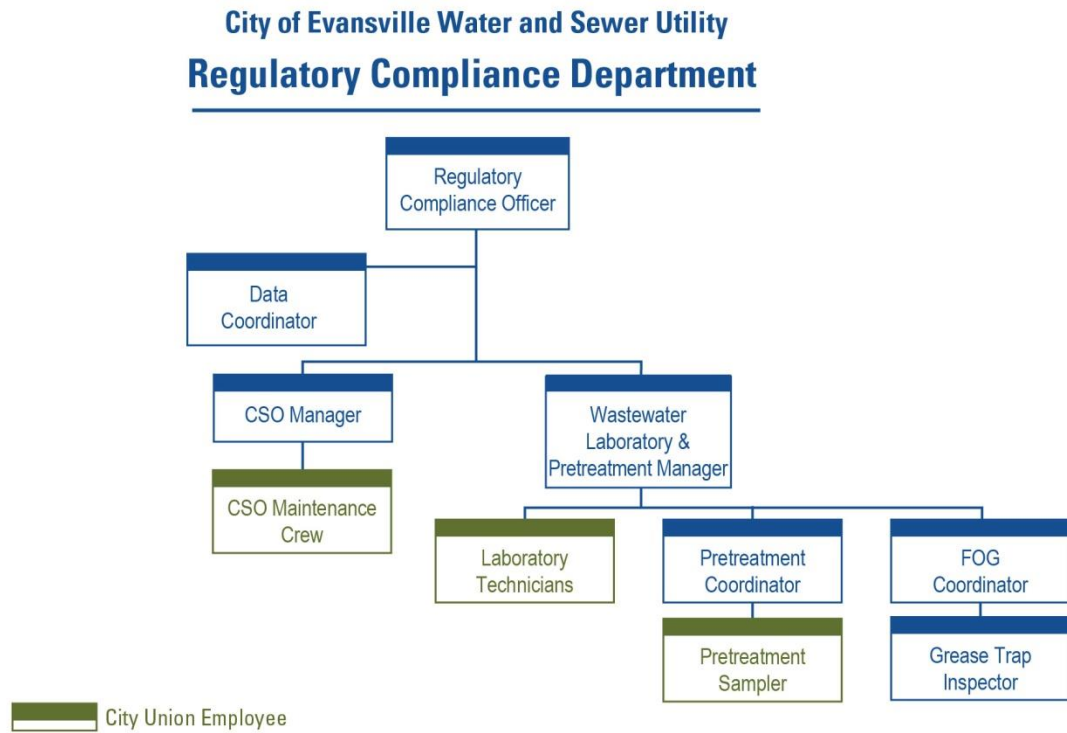 City of Evansville Water and Sewer Utility
Regulatory Compliance Department
Regulatory
Compliance Officer
Data
Coordinator
CSO Manager
Wastewater
Laboratory &
Pretreatment Manager
CSO Maintenance
Crew
Laboratory
Technicians
Pretreatment
Coordinator
FOG
Coordinator
Pretreatment
Sampler
Grease Trap
Inspector
City Union Employee